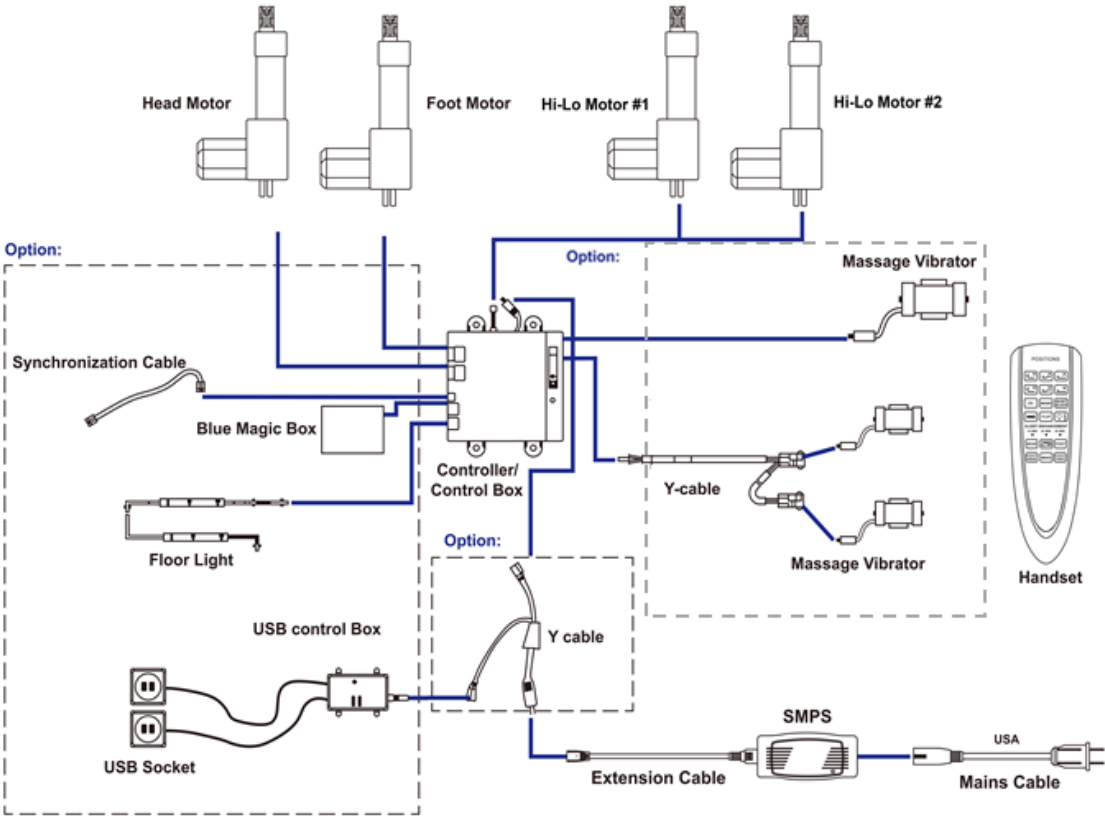 Head Motor
Foot Motor
Hi-Lo Motor #1
Hi-Lo Motor #2
Option:
Option:
Massage Vibrator
Synchronization Cable
Blue Magic Box
Controller/
Control Box
Y-cable
POSITIONS
Floor Light
Option:
Massage Vibrator
Handset
USB control Box
Y cable
SMPS
USA
USB Socket
Extension Cable
Mains Cable